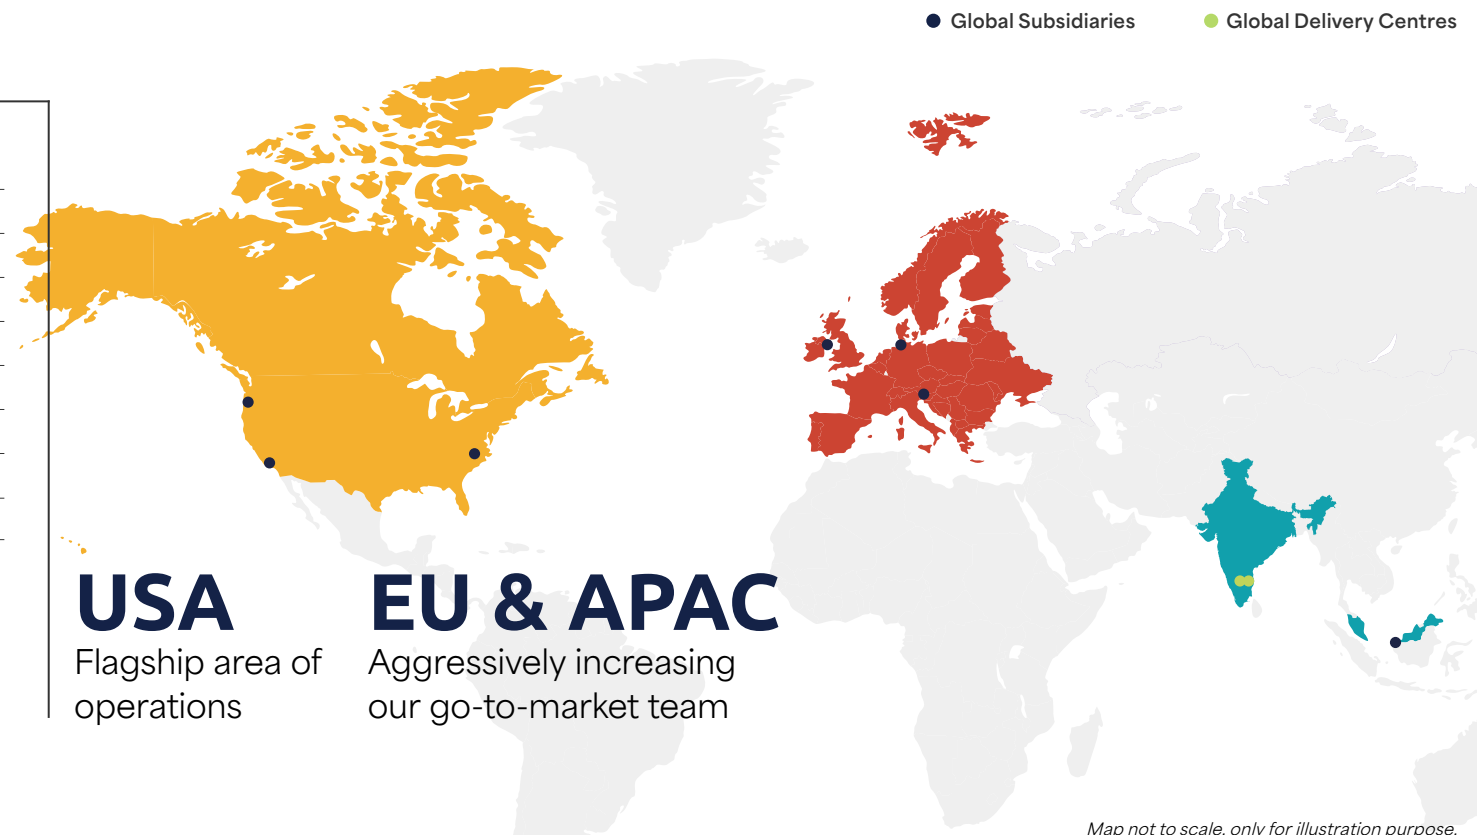 Global Subsidiaries
Global Delivery Centres
USA
Flagship area of
operations
EU & APAC
Aggressively increasing
our go-to-market team
Map not to scale, only for illustration purpose.